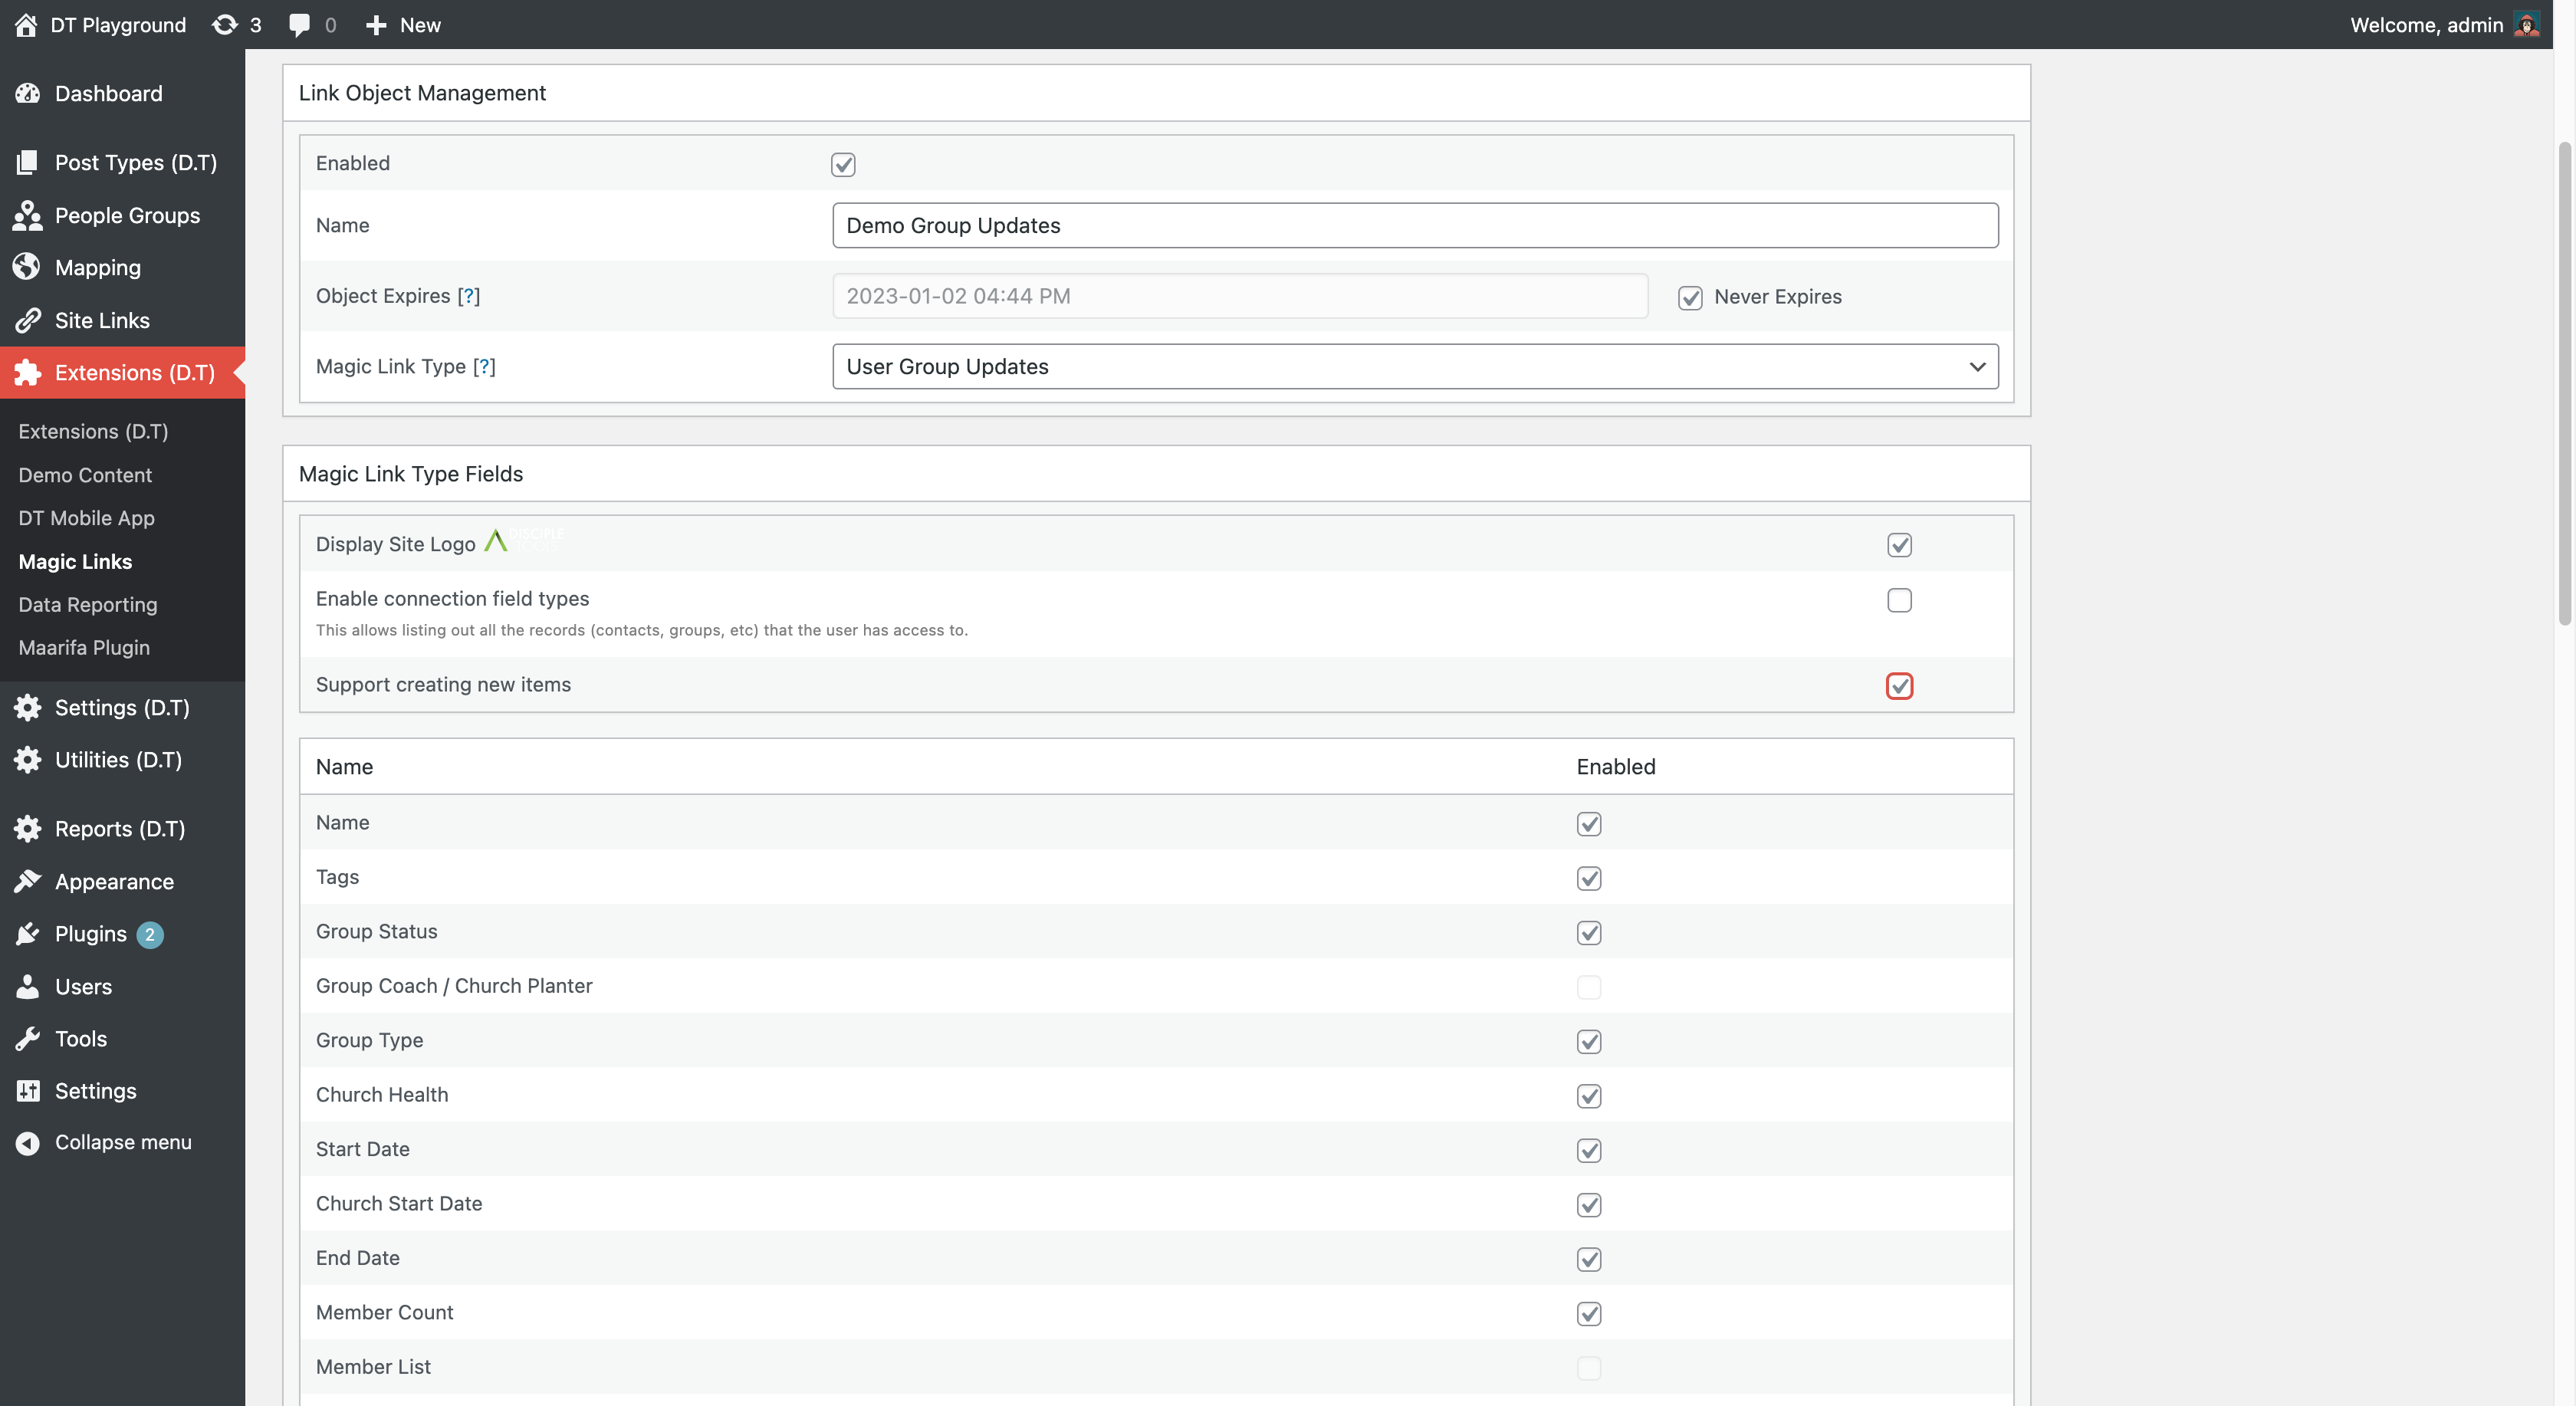 DT Playground 3 0 New Welcome, admin
Dashboard
Post Types (D.T)
People Groups
Mapping
Site Links
Extensions (D.T)
Extensions (D.T)
Demo Content
DT Mobile App
Magic Links
Data Reporting
Maarifa Plugin
Settings (D.T)
Utilities (D.T)
Reports (D.T)
Appearance
Plugins 2
Users
Tools
Settings
Collapse menu
Link Object Management
Enabled
Name Demo Group Updates
Object Expires [?] 2023-01-02 04:44 PM Never Expires
Magic Link Type [?] User Group Updates
Magic Link Type Fields
Display Site Logo DISCIPLE
Enable connection field types
This allows listing out all the records (contacts, groups, etc) that the user has access to.
Support creating new items
Name Enabled
Name
Tags
Group Status
Group Coach / Church Planter
Group Type
Church Health
Start Date
Church Start Date
End Date
Member Count
Member List